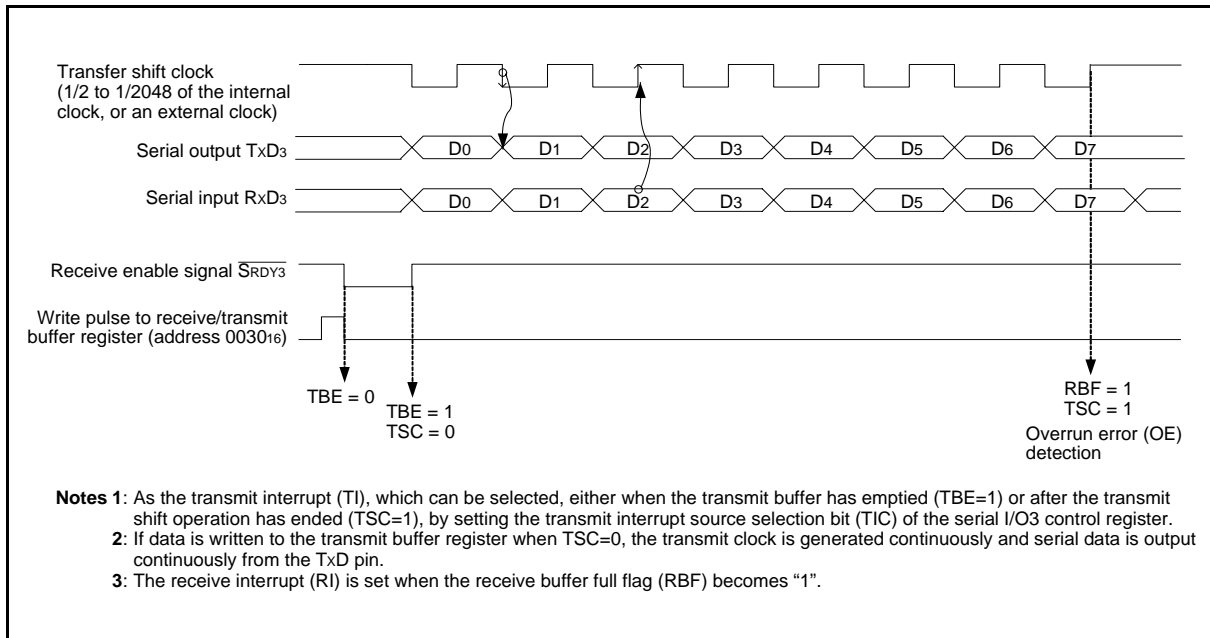 Transfer shift clock
(1/2 to 1/2048 of the internal
clock, or an external clock)
Serial output TXD3
D0 D1 D2 D3 D4 D5 D6 D7
Serial input RXD3
D0 D1 D2 D3 D4 D5 D6 D7
Receive enable signal SRDY3
Write pulse to receive/transmit
buffer register (address 003016)
TBE = 0
TBE = 1
TSC = 0
RBF = 1
TSC = 1
Overrun error (OE)
detection
Notes 1: As the transmit interrupt (TI), which can be selected, either when the transmit buffer has emptied (TBE=1) or after the transmit
shift operation has ended (TSC=1), by setting the transmit interrupt source selection bit (TIC) of the serial I/O3 control register.
2: If data is written to the transmit buffer register when TSC=0, the transmit clock is generated continuously and serial data is output
continuously from the TXD pin.
3: The receive interrupt (RI) is set when the receive buffer full flag (RBF) becomes “1”.